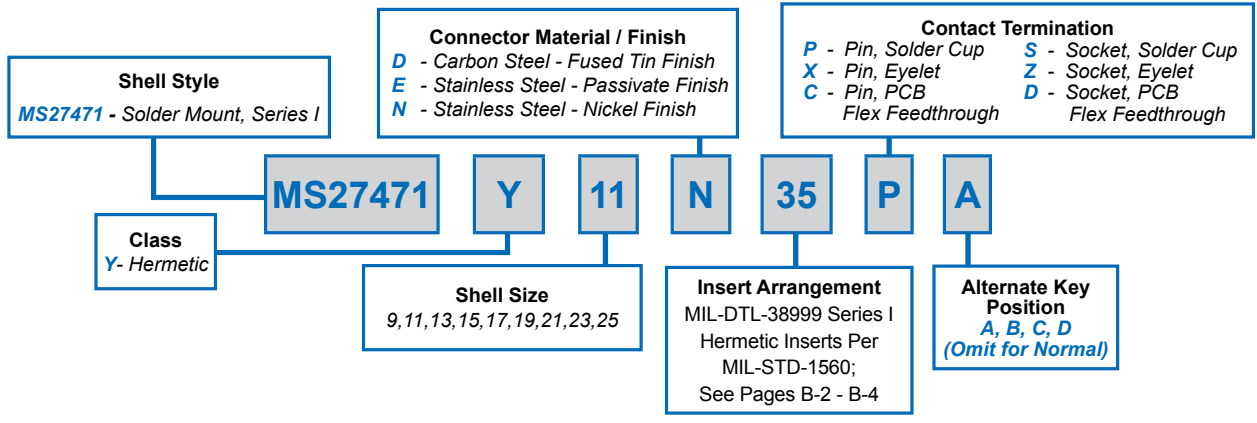 Shell Style
MS27471 - Solder Mount, Series I
Connector Material / Finish
D - Carbon Steel - Fused Tin Finish
E - Stainless Steel - Passivate Finish
N - Stainless Steel - Nickel Finish
Contact Termination
P - Pin, Solder Cup
X - Pin, Eyelet
C - Pin, PCB
Flex Feedthrough
S - Socket, Solder Cup
Z - Socket, Eyelet
D - Socket, PCB
Flex Feedthrough
MS27471 Y 11 N 35 P A
Class
Y- Hermetic
Shell Size
9,11,13,15,17,19,21,23,25
Insert Arrangement
MIL-DTL-38999 Series I
Hermetic Inserts Per
MIL-STD-1560;
See Pages B-2 - B-4
Alternate Key
Position
A, B, C, D
(Omit for Normal)